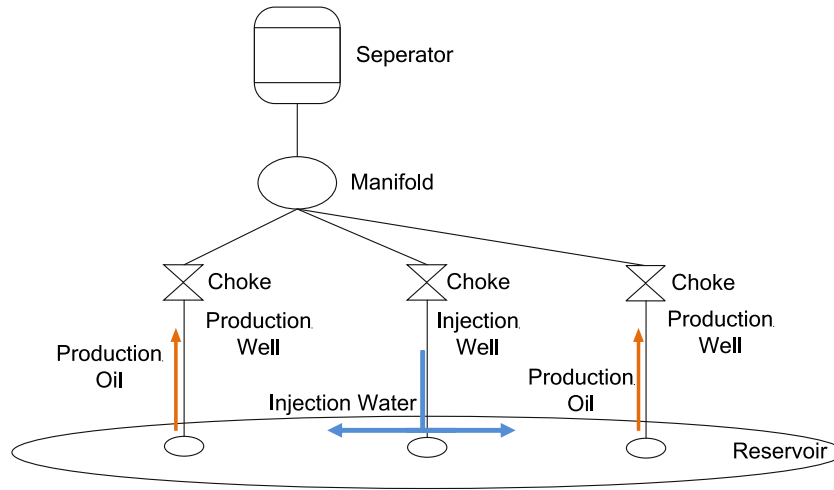 Seperator
Manifold
Choke
Choke
Choke
Production
Well
Injection
Well
Production
Well
Production
Oil
Production
Oil
Injection Water
Reservoir